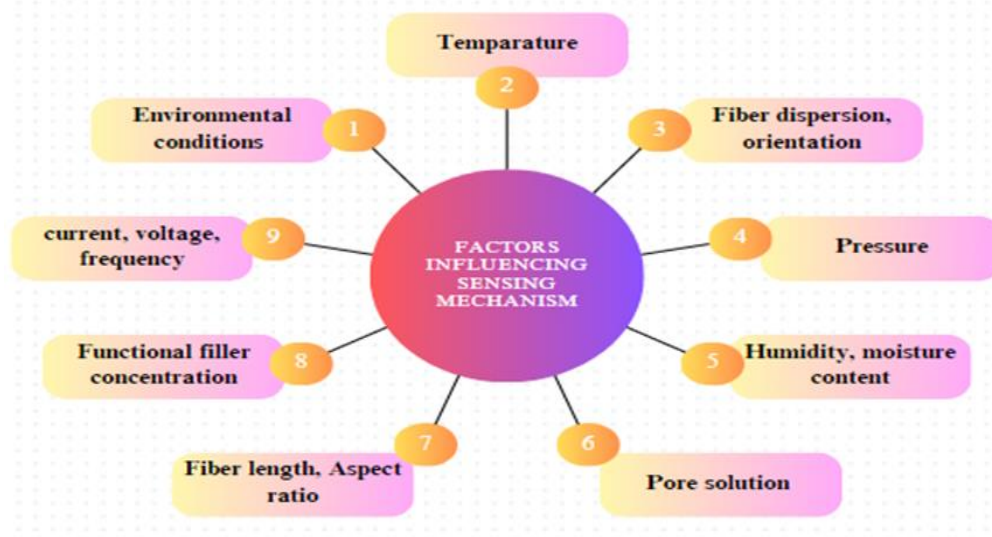 Temparature
2
Environmental
conditions
1
3
Fiber dispersion,
orientation
current, voltage,
frequency
9
FACTORS
INFLUENCING
SENSING
MECHANISM
4
Pressure
Functional filler
concentration
8
5
Humidity, moisture
content
Fiber length, Aspect
ratio
7
6
Pore solution